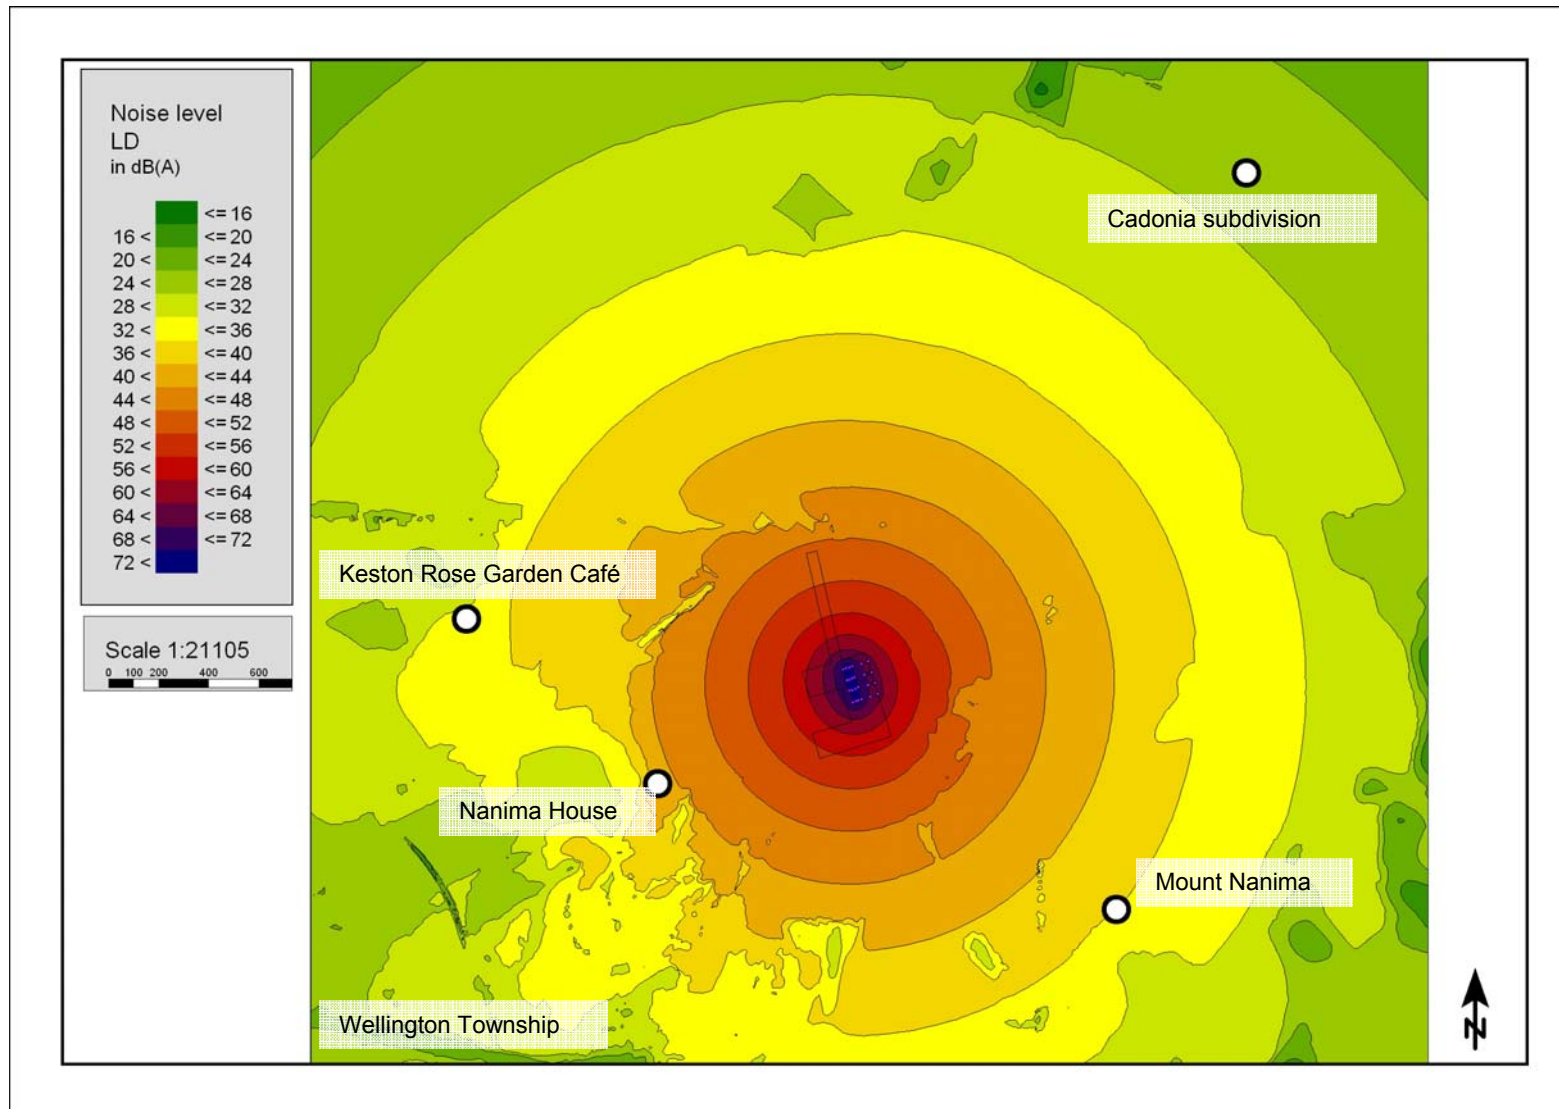 Noise level
LD
in dB(A)
<= 16
16 < <= 20
20 < <= 24
24 < <= 28
28 < <= 32
32 < <= 36
36 < <= 40
40 < <= 44
44 < <= 48
48 < <= 52
52 < <= 56
56 < <= 60
60 < <= 64
64 < <= 68
68 < <= 72
72 <
Scale 1:21105
0 100 200 400 600
Cadonia subdivision
Keston Rose Garden Café
Nanima House
Mount Nanima
Wellington Township
N